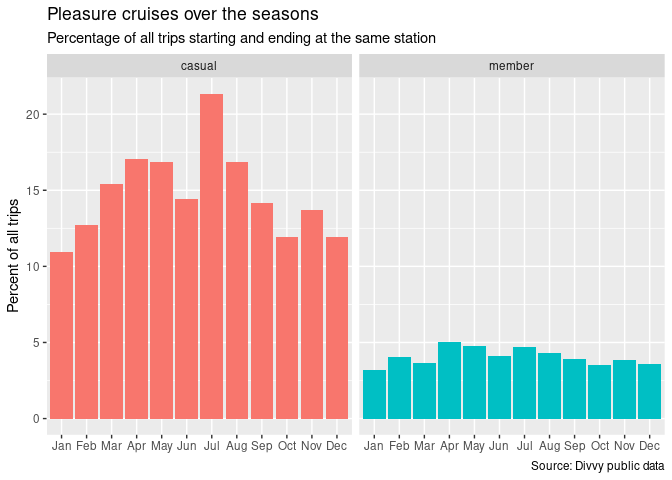 Pleasure cruises over the seasons
Percentage of all trips starting and ending at the same station
casual
member
Percent of all trips
20
15
10
5
0
Jan Feb Mar Apr May Jun Jul Aug Sep Oct Nov Dec
Jan Feb Mar Apr May Jun Jul Aug Sep Oct Nov Dec
Source: Divvy public data